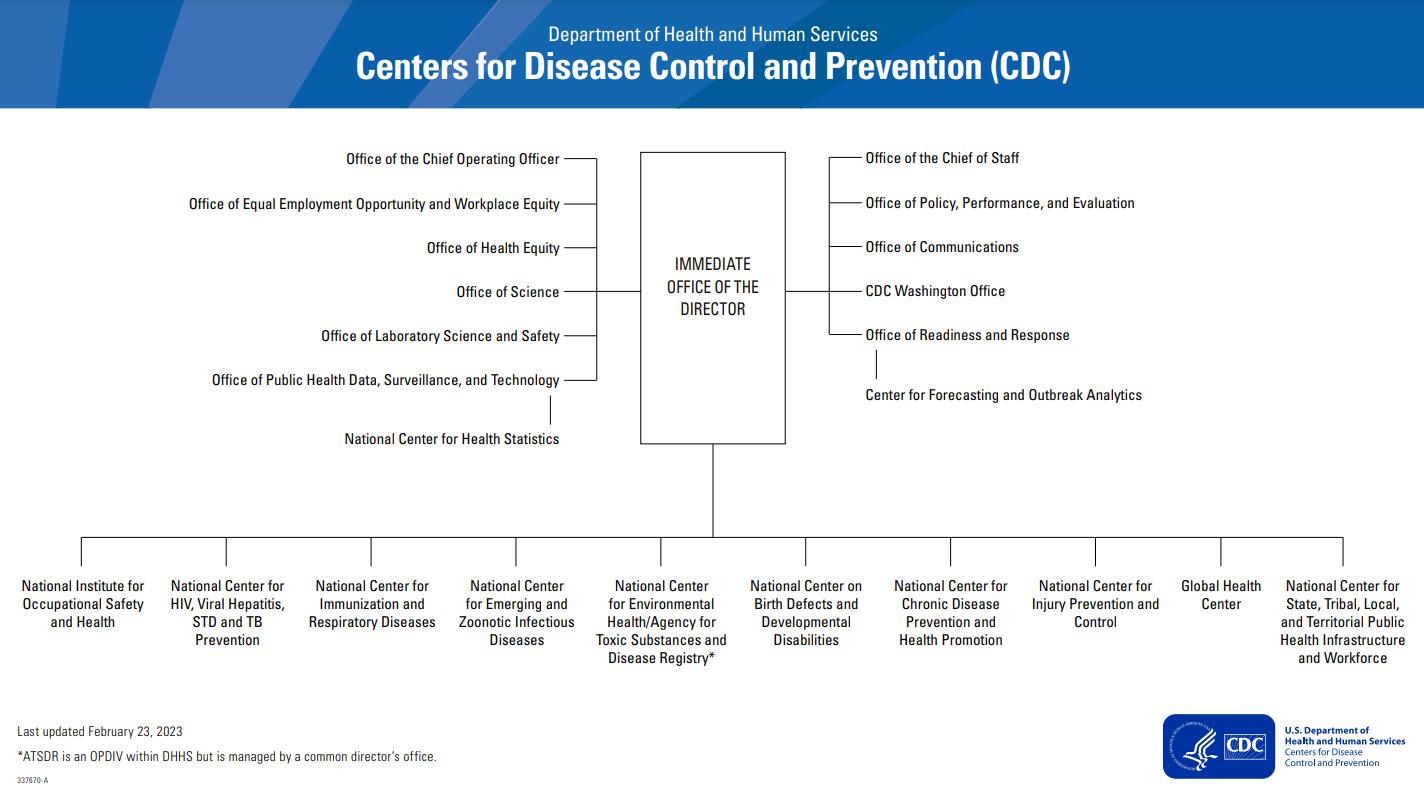 Department of Health and Human Services
Centers for Disease Control and Prevention (CDC)
Office of the Chief Operating Officer
Office of Equal Employment Opportunity and Workplace Equity
Office of Health Equity
Office of Science
Office of Laboratory Science and Safety
Office of Public Health Data, Surveillance, and Technology
National Center for Health Statistics
IMMEDIATE
OFFICE OF THE
DIRECTOR
Office of the Chief of Staff
Office of Policy, Performance, and Evaluation
Office of Communications
CDC Washington Office
Office of Readiness and Response
Center for Forecasting and Outbreak Analytics
National Institute for
Occupational Safety
and Health
National Center for
HIV, Viral Hepatitis,
STD and TB
Prevention
National Center for
Immunization and
Respiratory Diseases
National Center
for Emerging and
Zoonotic Infectious
Diseases
National Center
for Environmental
Health/Agency for
Toxic Substances and
Disease Registry*
National Center on
Birth Defects and
Developmental
Disabilities
National Center for
Chronic Disease
Prevention and
Health Promotion
National Center for
Injury Prevention and
Control
Global Health
Center
National Center for
State, Tribal, Local,
and Territorial Public
Health Infrastructure
and Workforce
Last updated February 23, 2023
*ATSDR is an OPDIV within DHHS but is managed by a common director's office.
337670-A
CDC
U.S. Department of
Health and Human Services
Centers for Disease
Control and Prevention